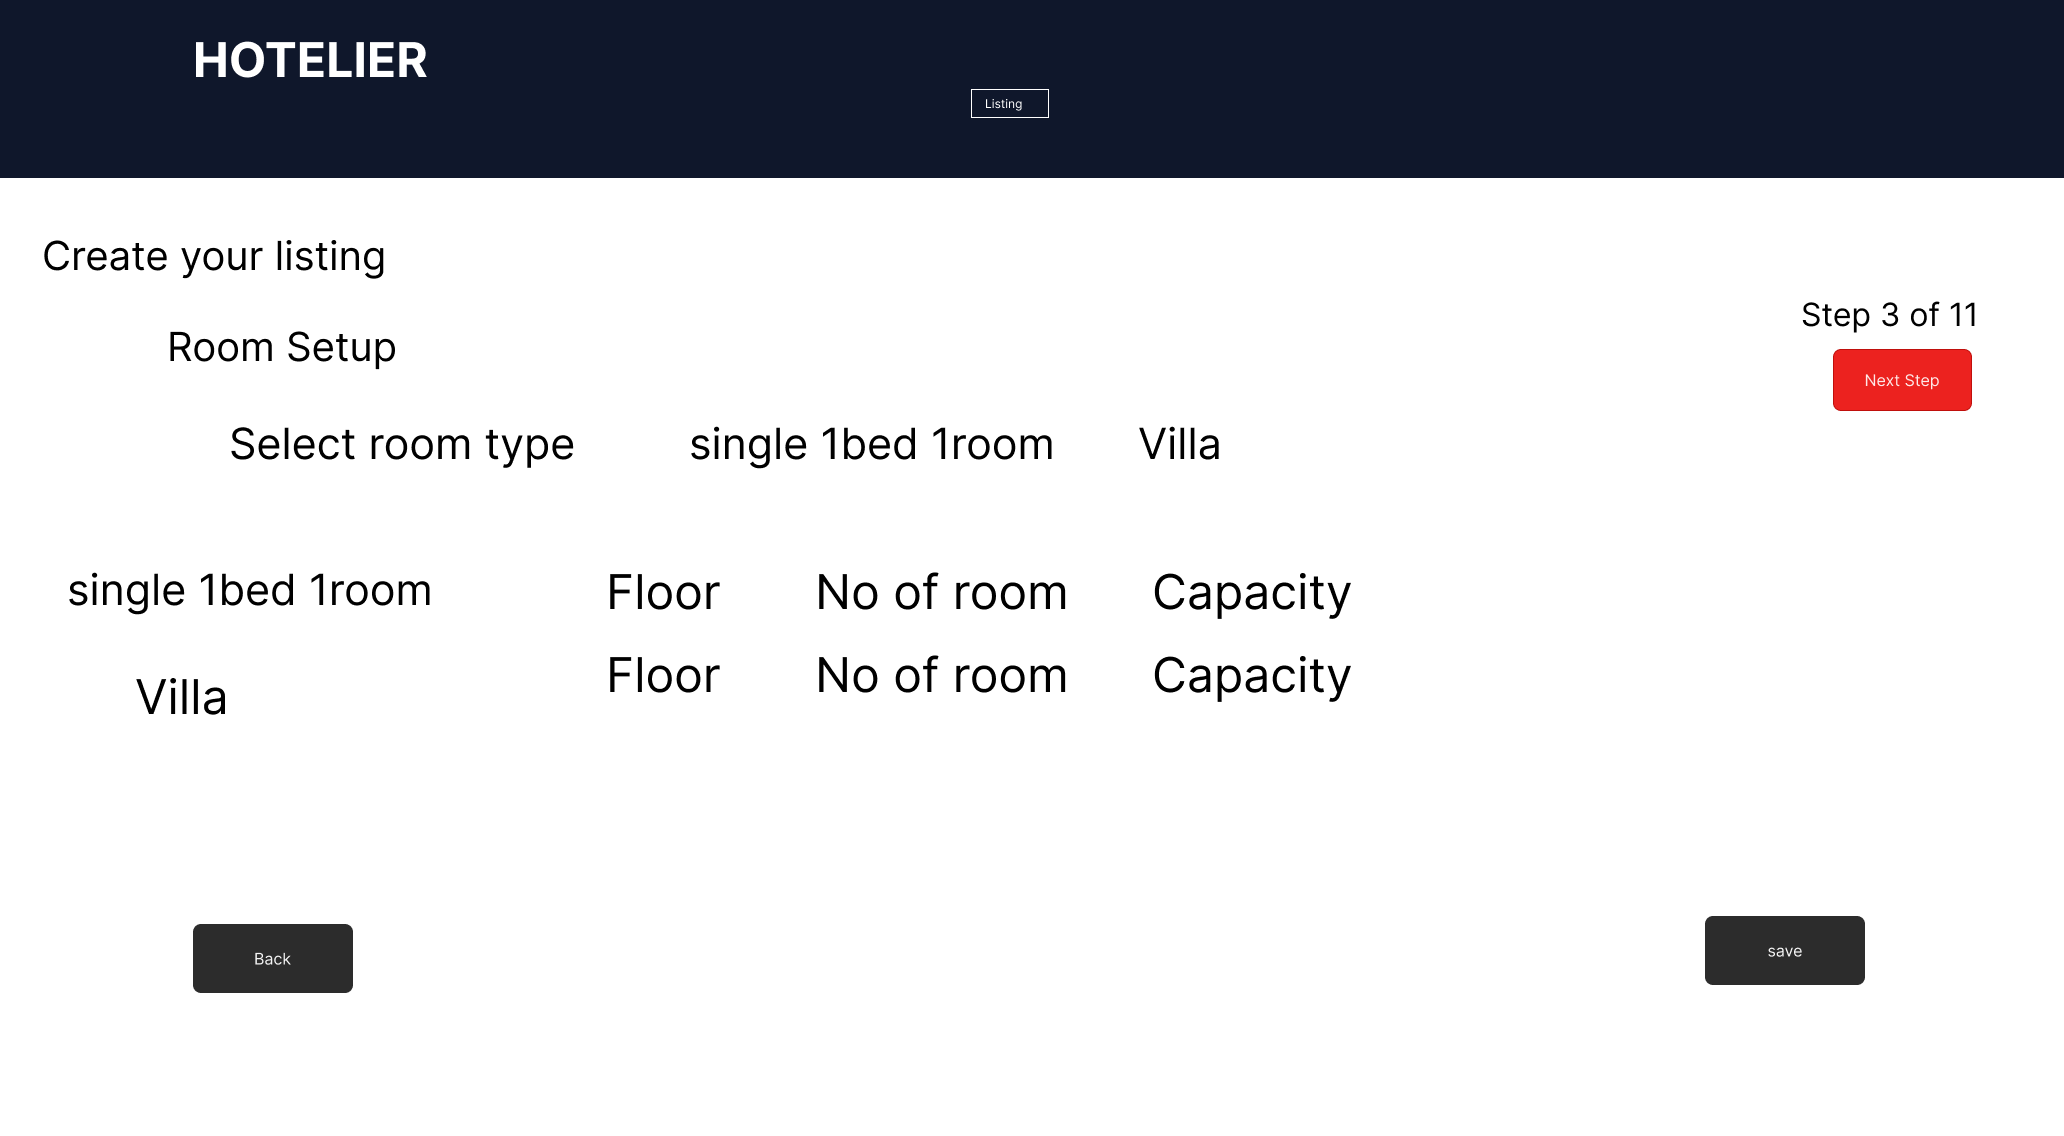 HOTELIER
Listing
Create your listing
Step 3 of 11
Room Setup
Next Step
Select room type single 1bed 1room Villa
single 1bed 1room Floor No of room Capacity
Floor No of room Capacity
Villa
Back
save